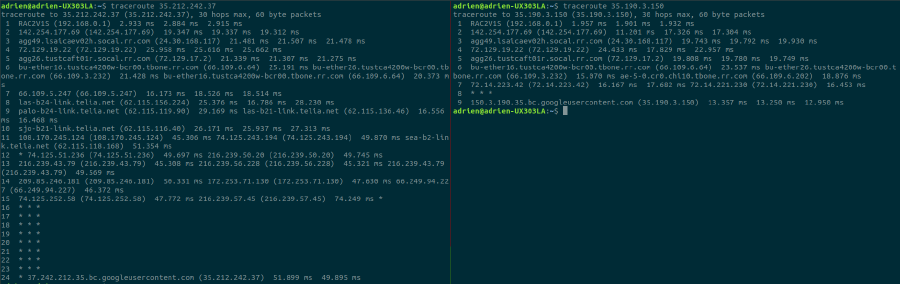 adrien@adrien-UX303LA:~$ traceroute 35.212.242.37
traceroute to 35.212.242.37 (35.212.242.37), 30 hops max, 60 byte packets
1 RAC2V1S (192.168.0.1) 2.933 ms 2.884 ms 2.915 ms
2 142.254.177.69 (142.254.177.69) 19.347 ms 19.337 ms 19.312 ms
3 agg49.lsalcaev02h.socal.rr.com (24.30.168.117) 21.481 ms 21.507 ms 21.478 ms
4 72.129.19.22 (72.129.19.22) 25.958 ms 25.616 ms 25.662 ms
5 agg26.tustcaft01r.socal.rr.com (72.129.17.2) 21.339 ms 21.307 ms 21.275 ms
6 bu-ether16.tustca4200w-bcr00.tbone.rr.com (66.109.6.64) 25.191 ms bu-ether26.tustca4200w-bcr00.t
bone.rr.com (66.109.3.232) 21.428 ms bu-ether16.tustca4200w-bcr00.tbone.rr.com (66.109.6.64) 20.373 m
s
7 66.109.5.247 (66.109.5.247) 16.173 ms 18.526 ms 18.514 ms
8 las-b24-link.telia.net (62.115.156.224) 25.376 ms 16.786 ms 28.230 ms
9 palo-b24-link.telia.net (62.115.119.90) 29.169 ms las-b21-link.telia.net (62.115.136.46) 16.556
ms 16.468 ms
10 sjo-b21-link.telia.net (62.115.116.40) 26.171 ms 25.937 ms 27.313 ms
11 108.170.245.124 (108.170.245.124) 45.386 ms 74.125.243.194 (74.125.243.194) 49.870 ms sea-b2-lin
k.telia.net (62.115.118.168) 51.354 ms
12 * 74.125.51.236 (74.125.51.236) 49.697 ms 216.239.50.20 (216.239.50.20) 49.745 ms
13 216.239.43.79 (216.239.43.79) 45.308 ms 216.239.56.228 (216.239.56.228) 45.321 ms 216.239.43.79
(216.239.43.79) 49.569 ms
14 209.85.246.181 (209.85.246.181) 50.331 ms 172.253.71.130 (172.253.71.130) 47.630 ms 66.249.94.22
7 (66.249.94.227) 46.372 ms
15 74.125.252.58 (74.125.252.58) 47.772 ms 216.239.57.45 (216.239.57.45) 74.249 ms *
16 * * *
17 * * *
18 * * *
19 * * *
20 * * *
21 * * *
22 * * *
23 * * *
24 * 37.242.212.35.bc.googleusercontent.com (35.212.242.37) 51.899 ms 49.895 ms
adrien@adrien-UX303LA:~$ traceroute 35.190.3.150
traceroute to 35.190.3.150 (35.190.3.150), 30 hops max, 60 byte packets
1 RAC2V1S (192.168.0.1) 1.957 ms 1.901 ms 1.932 ms
2 142.254.177.69 (142.254.177.69) 11.201 ms 17.326 ms 17.304 ms
3 agg49.lsalcaev02h.socal.rr.com (24.30.168.117) 19.743 ms 19.792 ms 19.930 ms
4 72.129.19.22 (72.129.19.22) 24.433 ms 17.829 ms 22.957 ms
5 agg26.tustcaft01r.socal.rr.com (72.129.17.2) 19.808 ms 19.780 ms 19.749 ms
6 bu-ether16.tustca4200w-bcr00.tbone.rr.com (66.109.6.64) 23.537 ms bu-ether26.tustca4200w-bcr00.t
bone.rr.com (66.109.3.232) 15.970 ms ae-5-0.cr0.chi10.tbone.rr.com (66.109.6.202) 18.876 ms
7 72.14.223.42 (72.14.223.42) 16.167 ms 17.682 ms 72.14.221.230 (72.14.221.230) 16.453 ms
8 * * *
9 150.3.190.35.bc.googleusercontent.com (35.190.3.150) 13.357 ms 13.250 ms 12.950 ms
adrien@adrien-UX303LA:~$